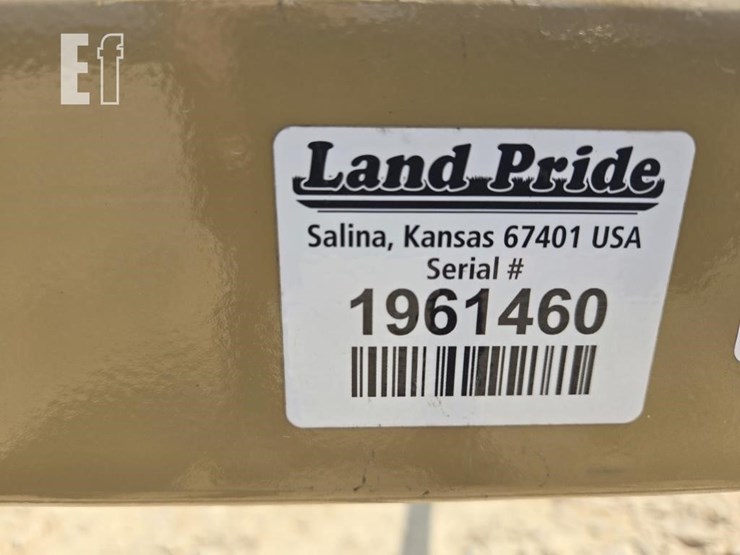 Ef
Land Pride
Salina, Kansas 67401 USA
Serial #
1961460